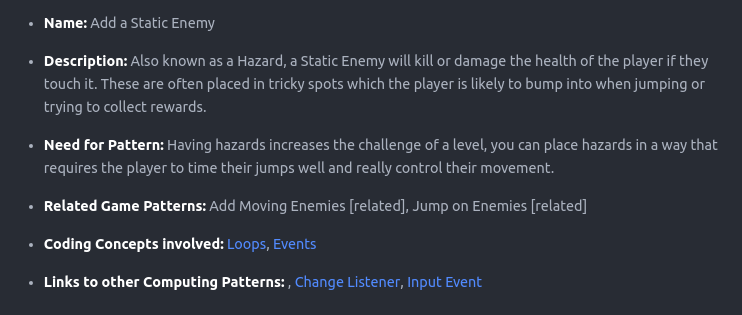 • Name: Add a Static Enemy
• Description: Also known as a Hazard, a Static Enemy will kill or damage the health of the player if they
touch it. These are often placed in tricky spots which the player is likely to bump into when jumping or
trying to collect rewards.
• Need for Pattern: Having hazards increases the challenge of a level, you can place hazards in a way that
requires the player to time their jumps well and really control their movement.
• Related Game Patterns: Add Moving Enemies [related], Jump on Enemies [related]
• Coding Concepts involved: Loops, Events
• Links to other Computing Patterns: , Change Listener, Input Event